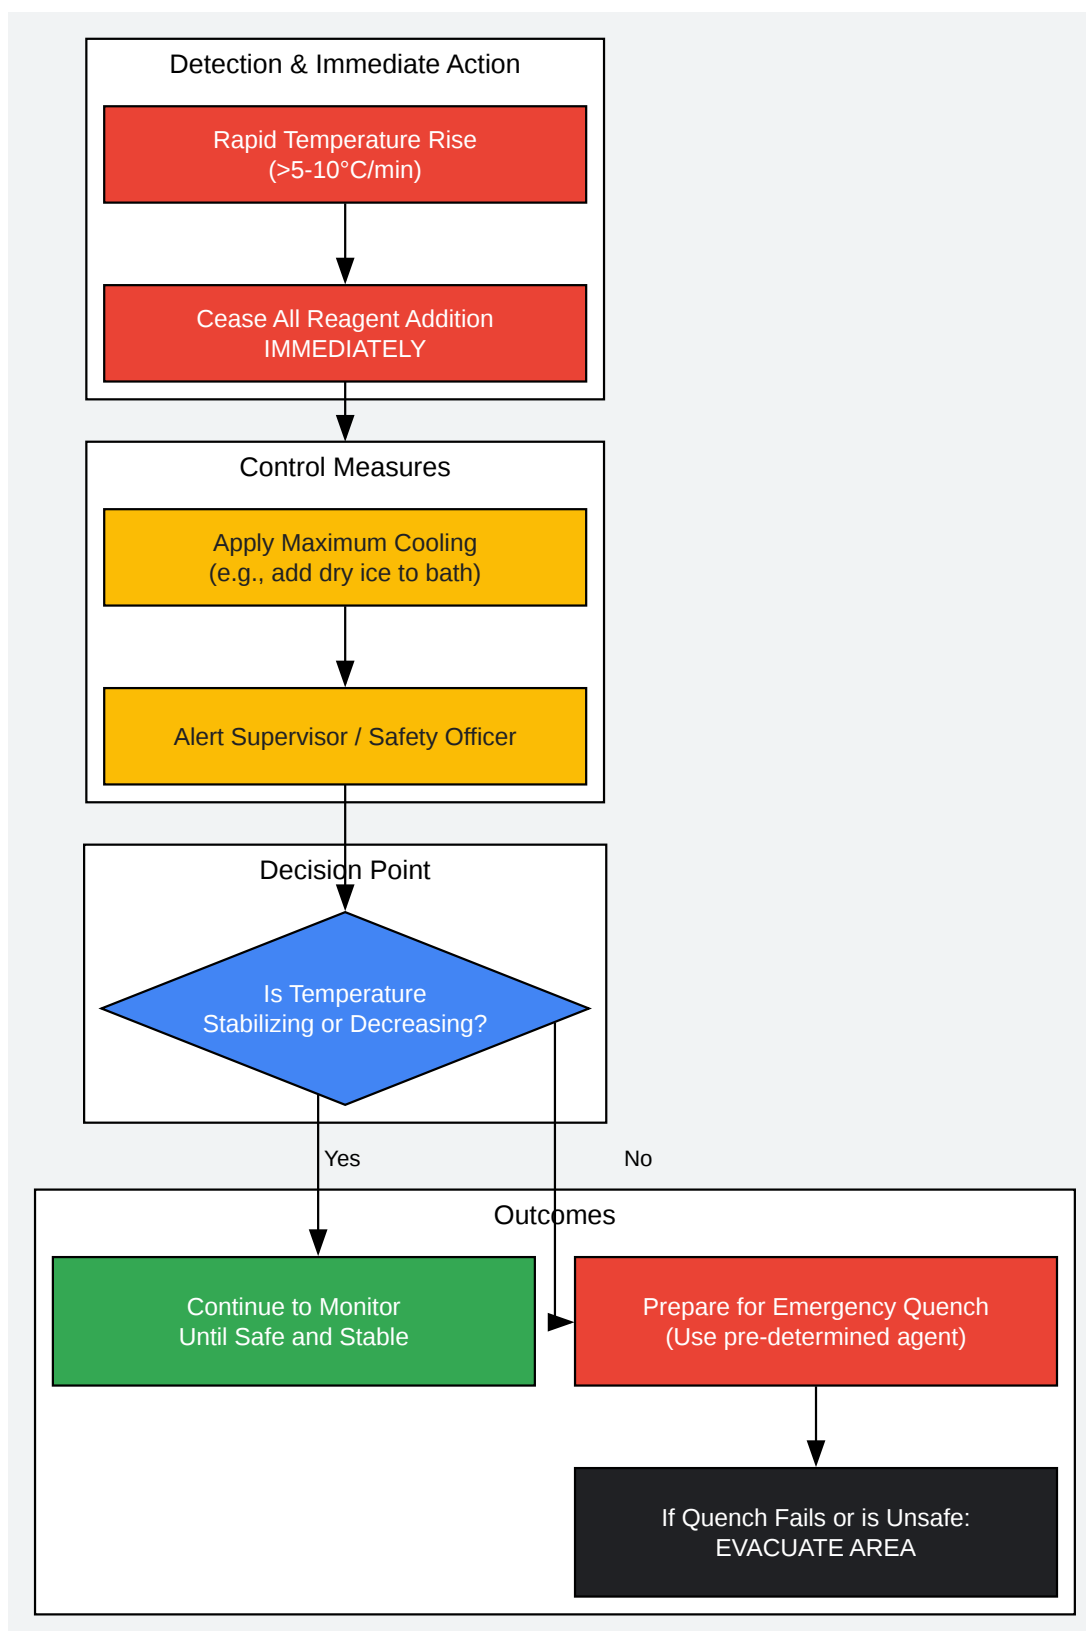 Detection & Immediate Action
Rapid Temperature Rise
(>5-10°C/min)
Cease All Reagent Addition
IMMEDIATELY
Control Measures
Apply Maximum Cooling
(e.g., add dry ice to bath)
Alert Supervisor / Safety Officer
Decision Point
Is Temperature
Stabilizing or Decreasing?
Yes
No
Outcomes
Continue to Monitor
Until Safe and Stable
Prepare for Emergency Quench
(Use pre-determined agent)
If Quench Fails or is Unsafe:
EVACUATE AREA